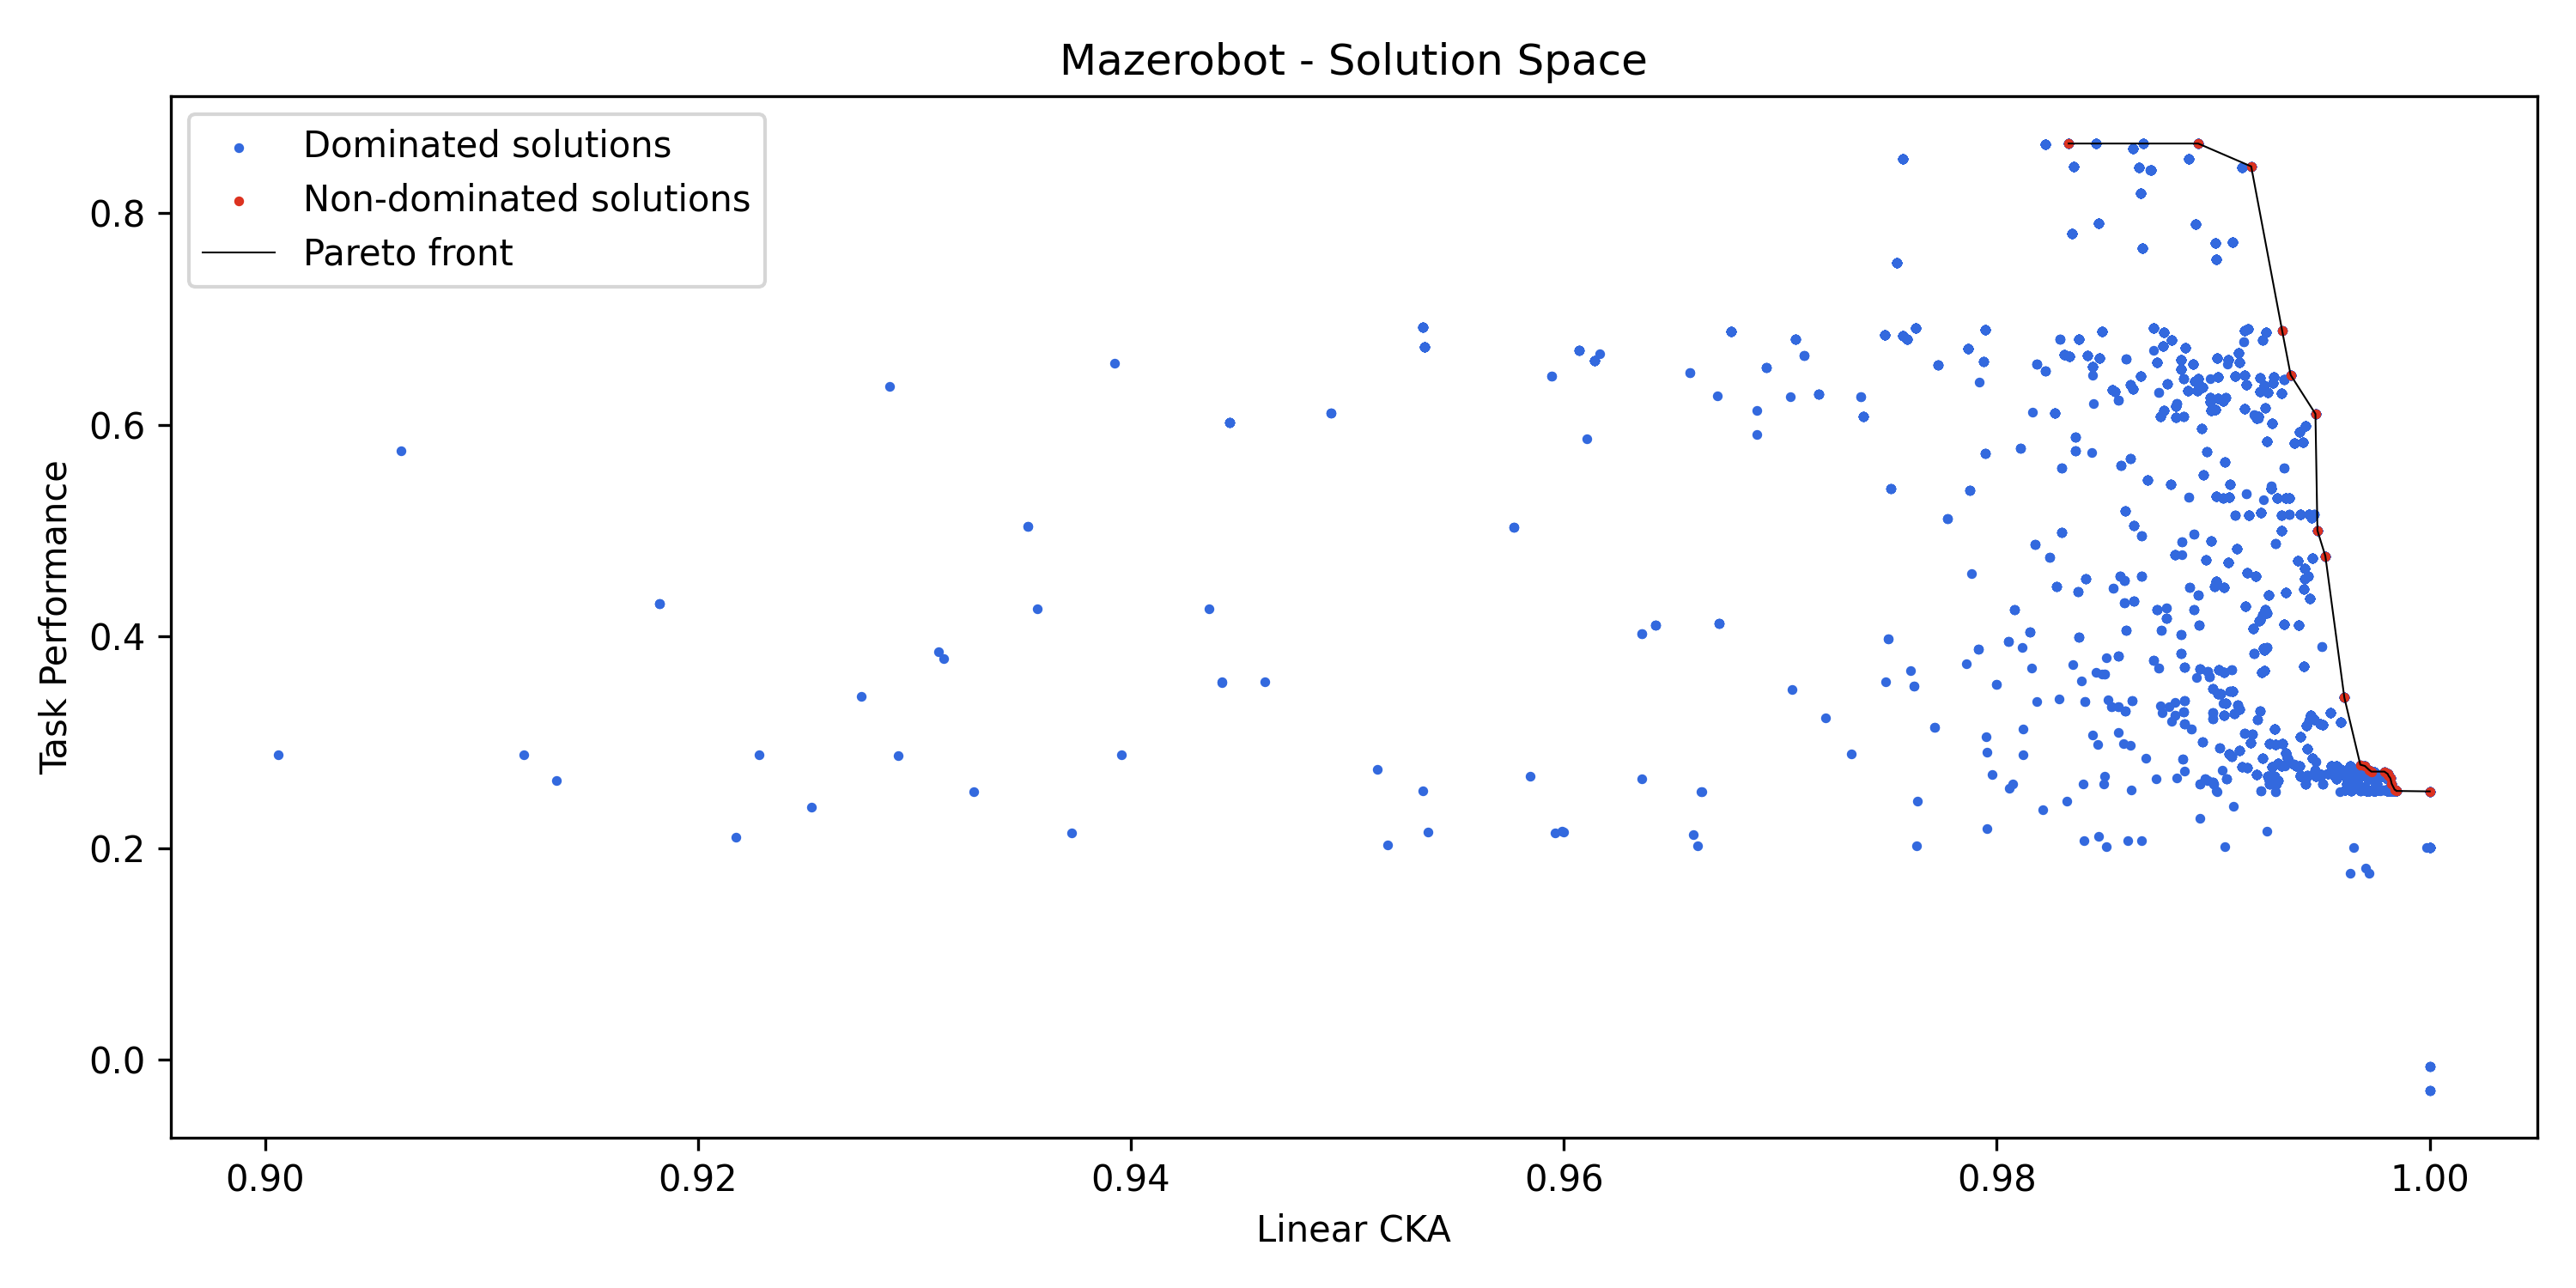 Mazerobot - Solution Space
Dominated solutions
Non-dominated solutions
Pareto front
Task Performance
0.8
0.6
0.4
0.2
0.0
0.90 0.92 0.94 0.96 0.98 1.00
Linear CKA